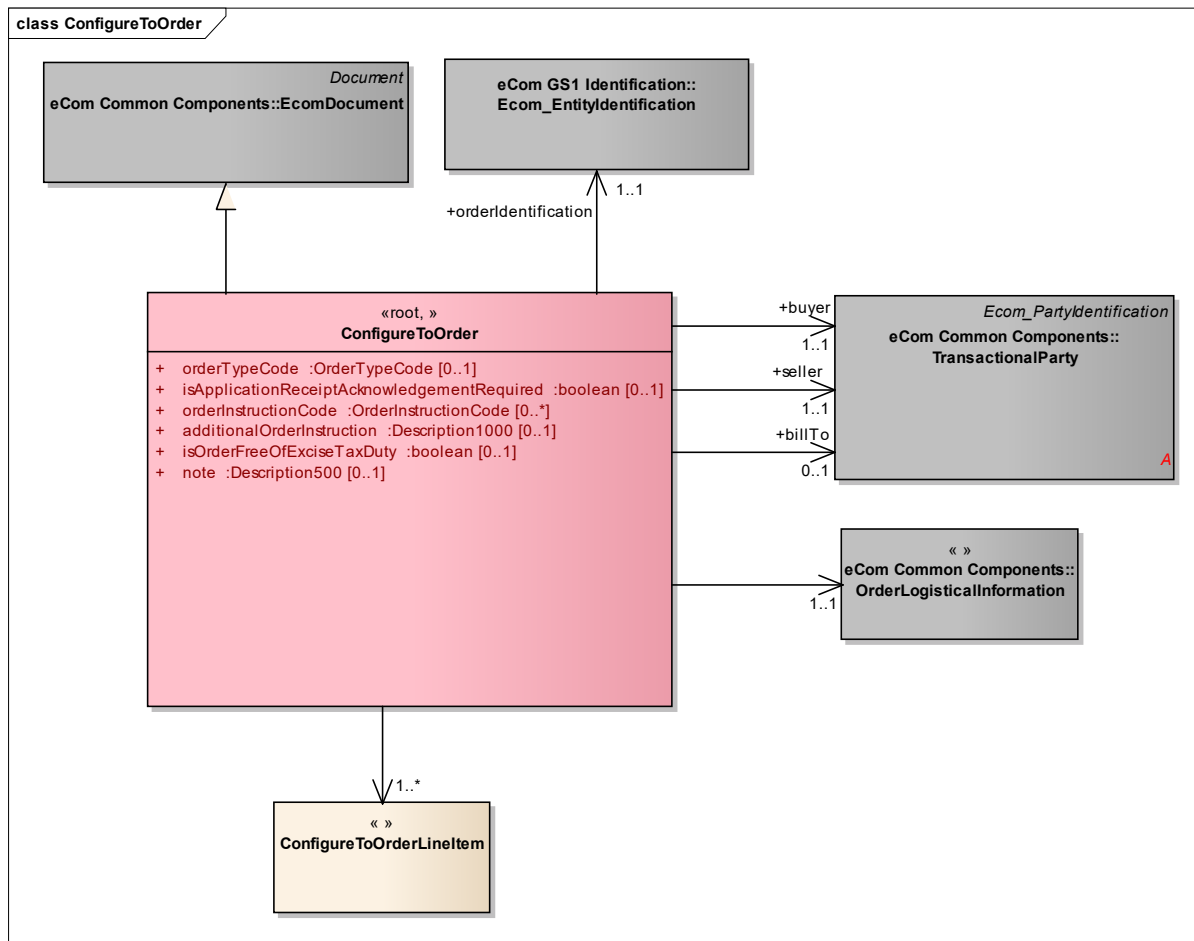 class ConfigureToOrder
Document
eCom Common Components::EcomDocument
eCom GS1 Identification::
Ecom_EntityIdentification
1..1
+orderIdentification
«root, »
ConfigureToOrder
+ orderTypeCode :OrderTypeCode [0..1]
+ isApplicationReceiptAcknowledgementRequired :boolean [0..1]
+ orderInstructionCode :OrderInstructionCode [0..*]
+ additionalOrderInstruction :Description1000 [0..1]
+ isOrderFreeOfExciseTaxDuty :boolean [0..1]
+ note :Description500 [0..1]
+buyer
1..1
+seller
1..1
+billTo
0..1
Ecom_PartyIdentification
eCom Common Components::
TransactionalParty
A
1..1
« »
eCom Common Components::
OrderLogisticalInformation
1..*
« »
ConfigureToOrderLineItem